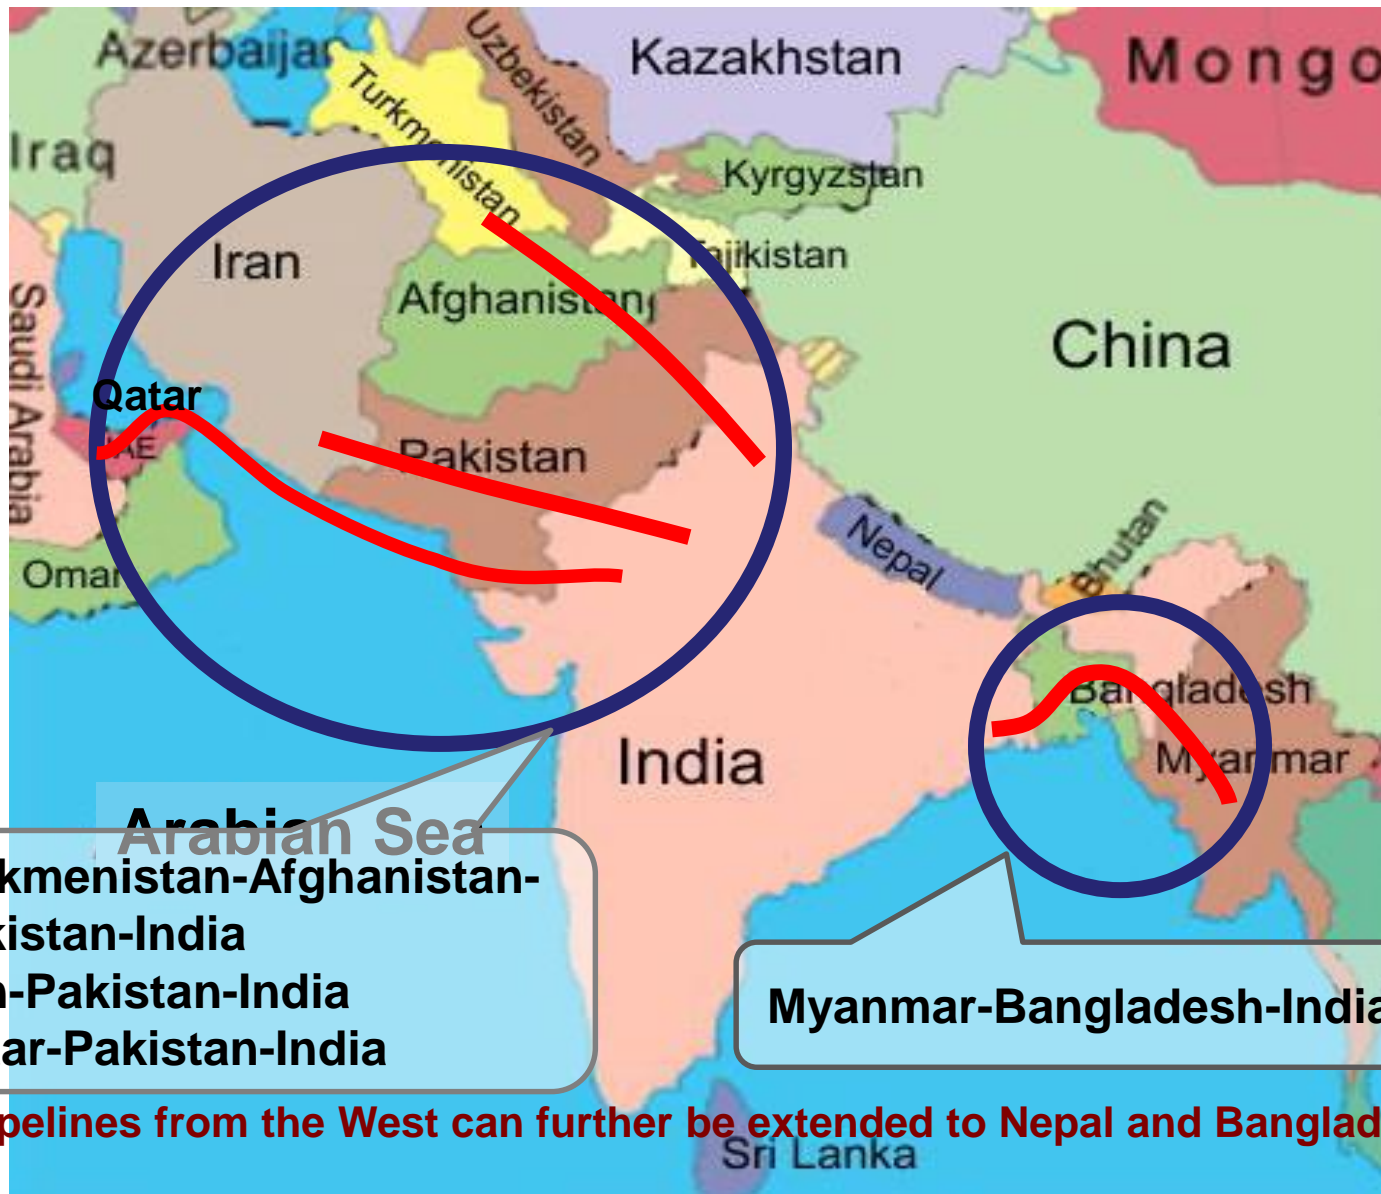 Azerbaijan
Uzbekistan
Kazakhstan
Mongo
Turkmenistan
Iraq
Kyrgyzstan
Iran
Tajikistan
Afghanistan
Saudi Arabia
China
Qatar
UAE
Pakistan
Nepal
Bhutan
Oman
Bangladesh
India
Myanmar
Arabian Sea
kmenistan-Afghanistan-
kistan-India
n-Pakistan-India
ar-Pakistan-India
Myanmar-Bangladesh-India
pelines from the West can further be extended to Nepal and Banglad
Sri Lanka